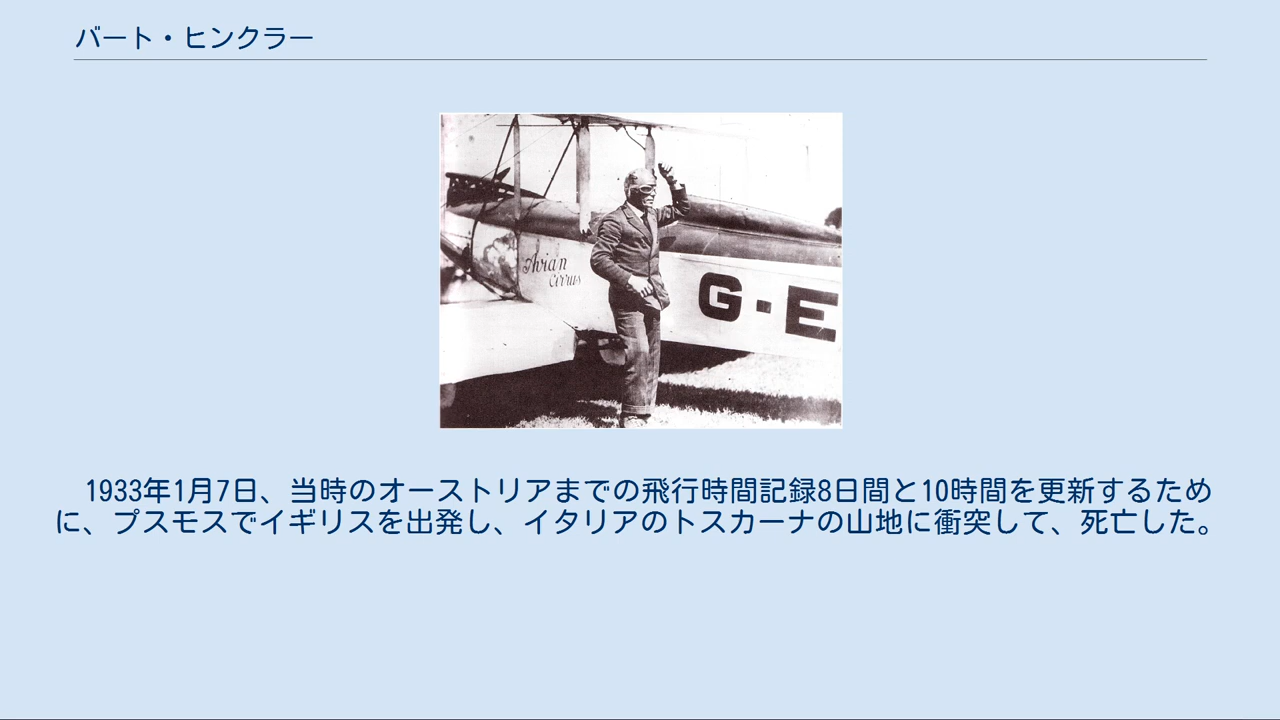 バート・ヒンクラー
Avian
Cirrus
G-E
1933年1月7日、当時のオーストリアまでの飛行時間記録8日間と10時間を更新するため
に、プスモスでイギリスを出発し、イタリアのトスカーナの山地に衝突して、死亡した。